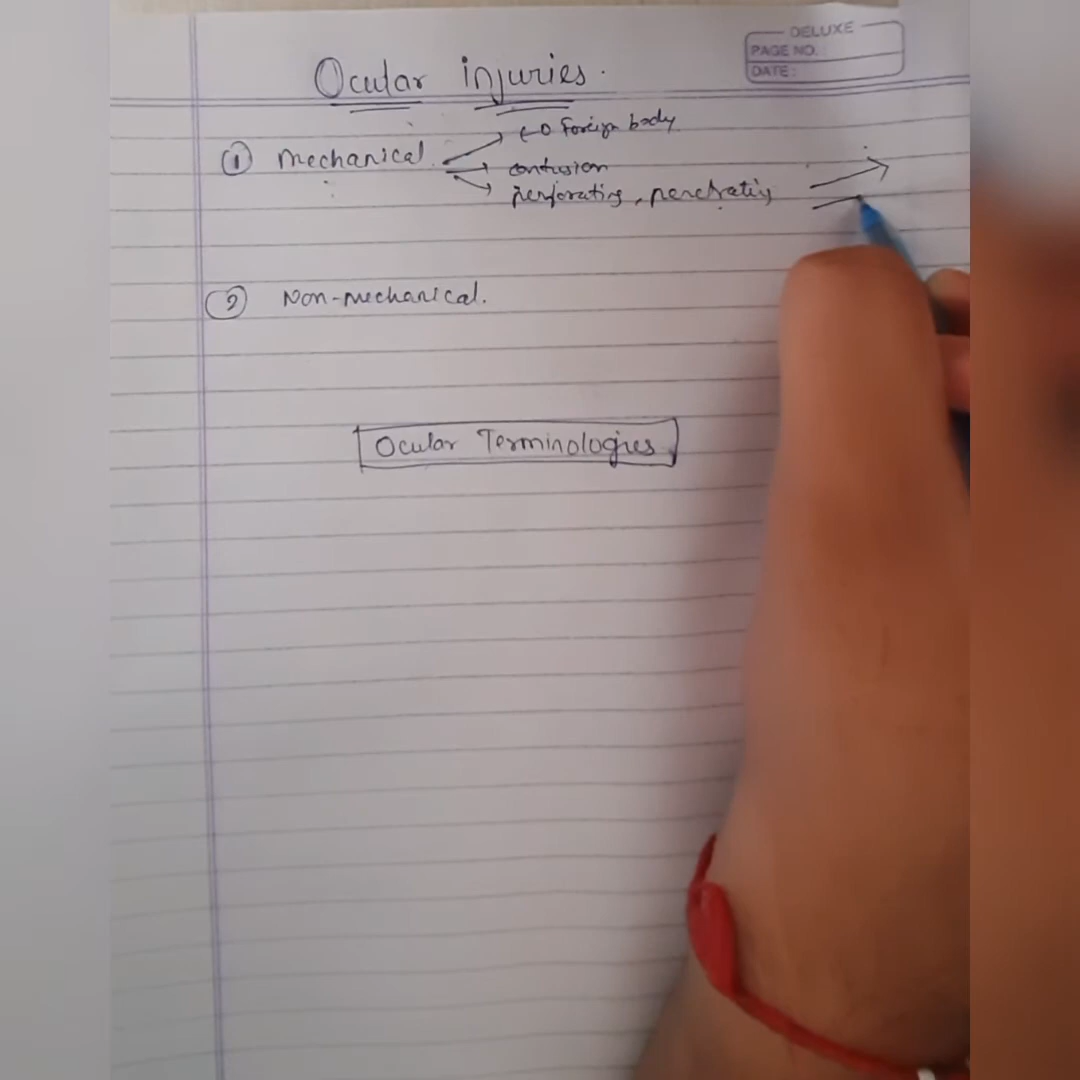 DELUXE
PAGE NO.
DATE:
Ocular injuries.
① Mechanical
e-o Foreign body
contusion
perforating, penetrating
② Non-mechanical.
Ocular Terminologies